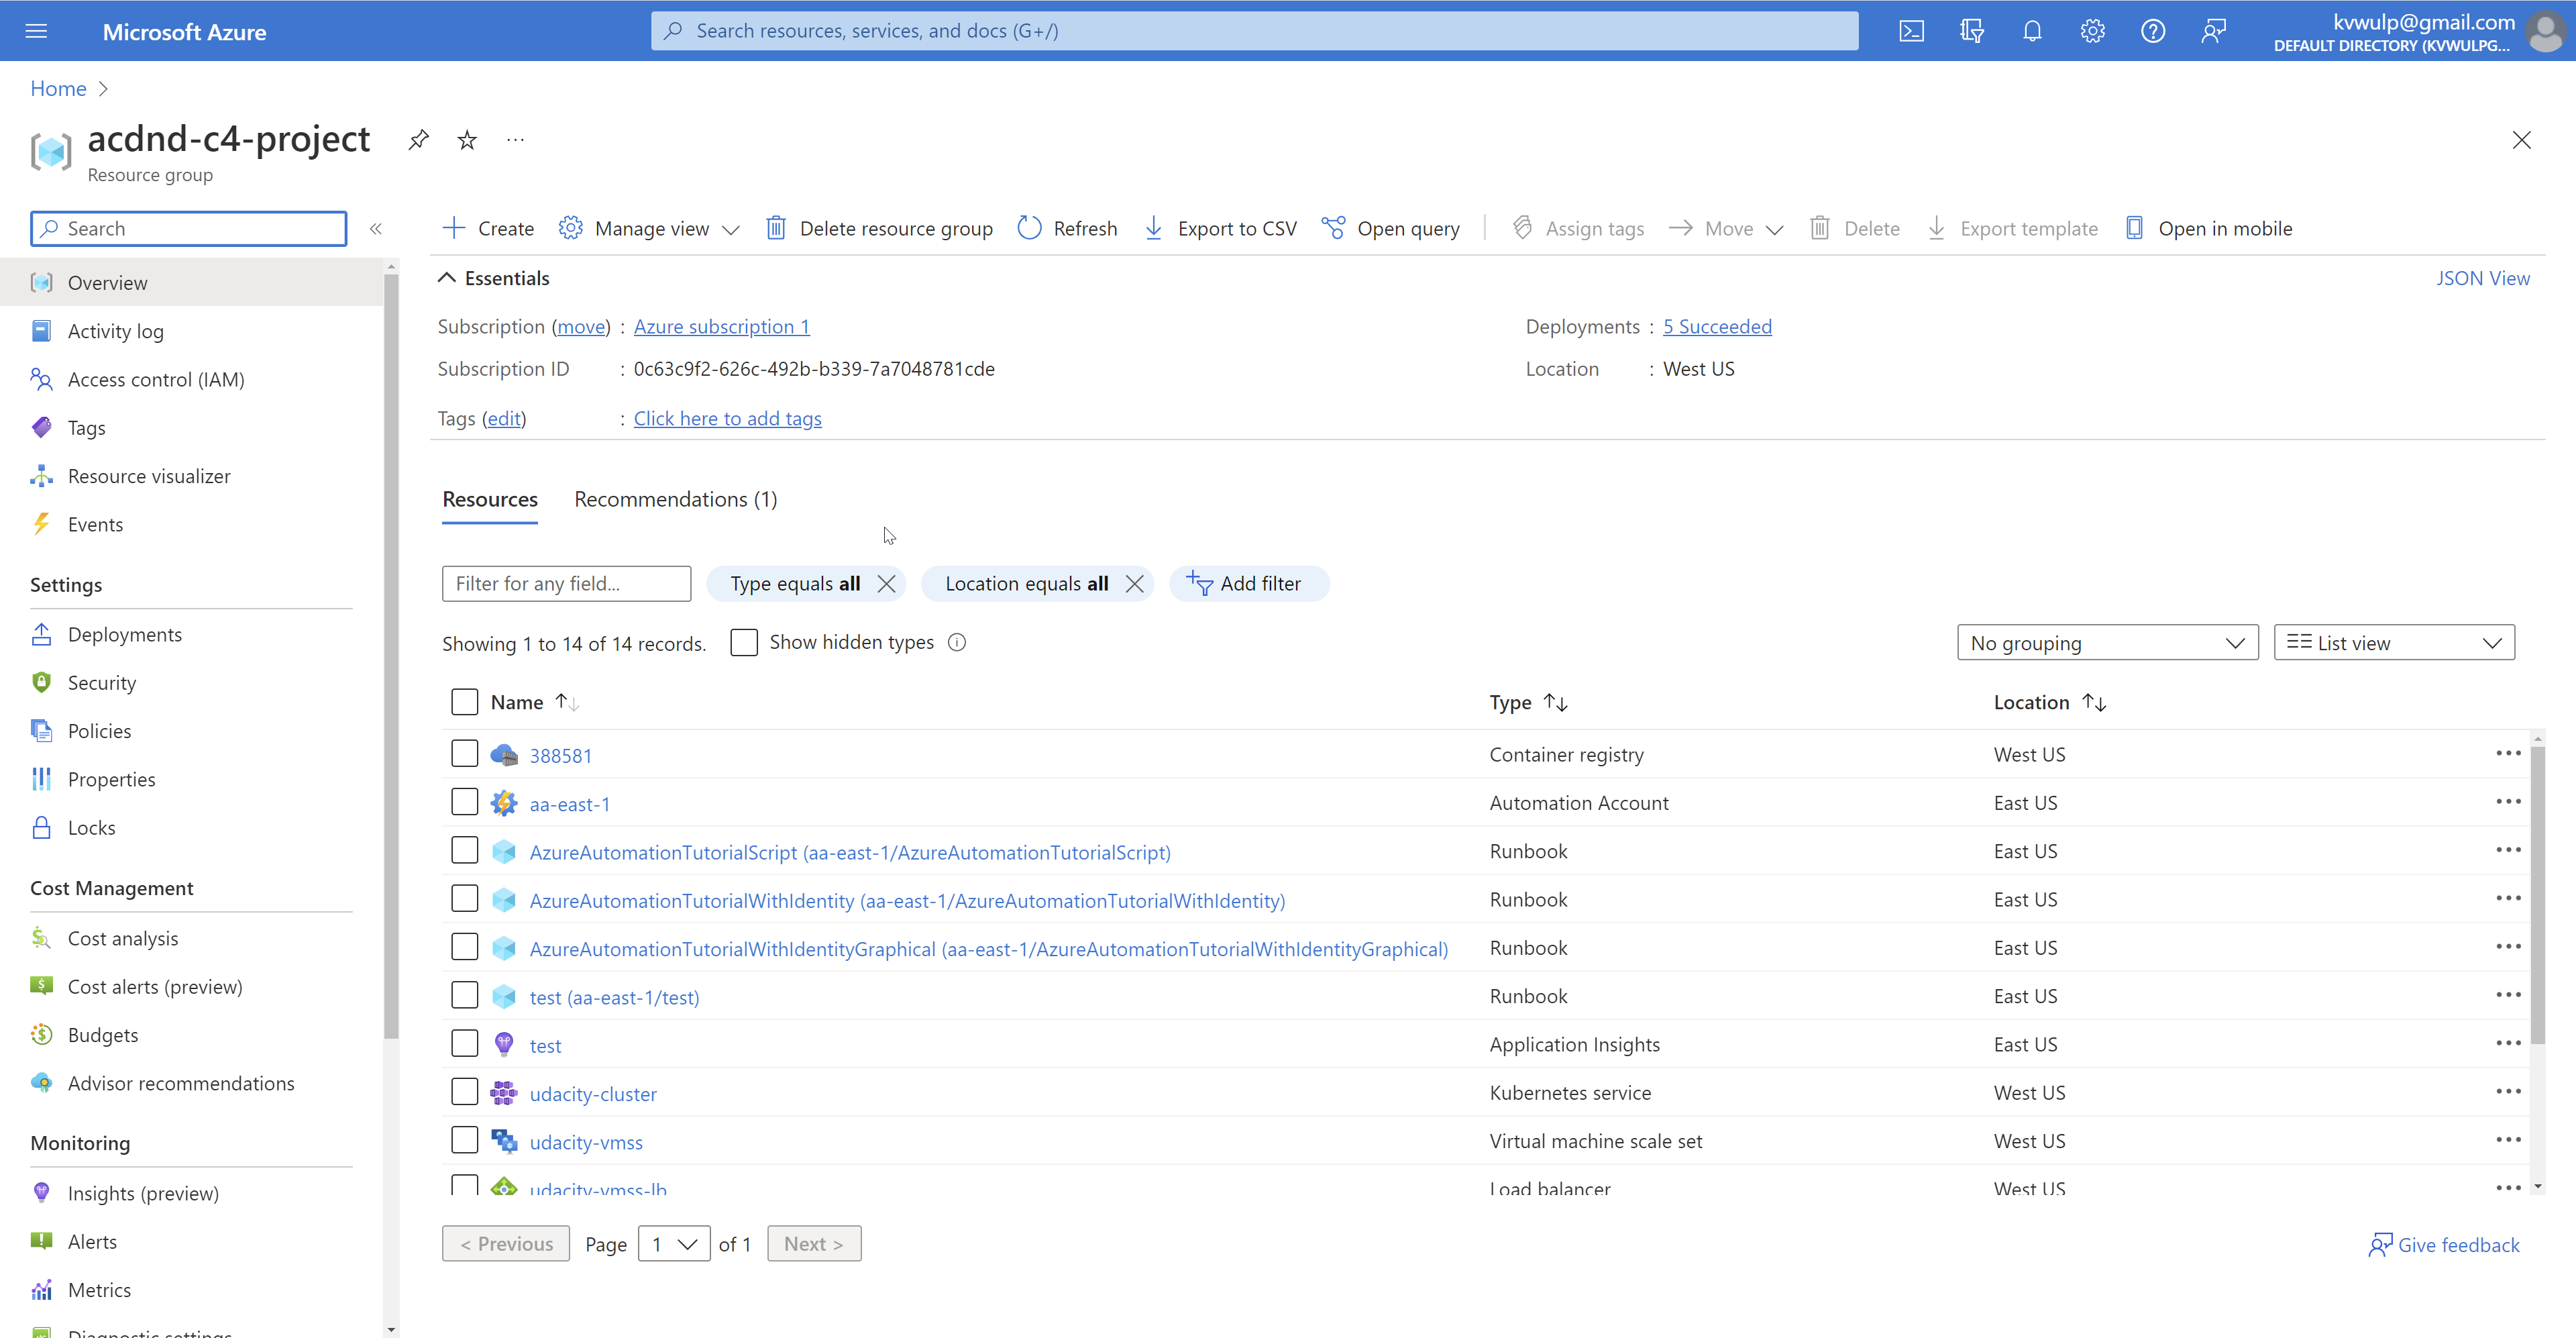 Microsoft Azure
Search resources, services, and docs (G+/)
kvwulp@gmail.com
DEFAULT DIRECTORY (KVWULPG...
Home
acdnd-c4-project
Resource group
Search
Create
Manage view
Delete resource group
Refresh
Export to CSV
Open query
Assign tags
Move
Delete
Export template
Open in mobile
Overview
Activity log
Access control (IAM)
Tags
Resource visualizer
Events
Settings
Deployments
Security
Policies
Properties
Locks
Cost Management
Cost analysis
Cost alerts (preview)
Budgets
Advisor recommendations
Monitoring
Insights (preview)
Alerts
Metrics
Diagnostic settings
Essentials
JSON View
Subscription (move) : Azure subscription 1
Deployments : 5 Succeeded
Subscription ID : 0c63c9f2-626c-492b-b339-7a7048781cde
Location : West US
Tags (edit) : Click here to add tags
Resources Recommendations (1)
Filter for any field... Type equals all Location equals all Add filter
Showing 1 to 14 of 14 records. Show hidden types No grouping List view
Name Type Location
388581 Container registry West US
aa-east-1 Automation Account East US
AzureAutomationTutorialScript (aa-east-1/AzureAutomationTutorialScript) Runbook East US
AzureAutomationTutorialWithIdentity (aa-east-1/AzureAutomationTutorialWithIdentity) Runbook East US
AzureAutomationTutorialWithIdentityGraphical (aa-east-1/AzureAutomationTutorialWithIdentityGraphical) Runbook East US
test (aa-east-1/test) Runbook East US
test Application Insights East US
udacity-cluster Kubernetes service West US
udacity-vmss Virtual machine scale set West US
udacity-vmss-lb Load balancer West US
< Previous Page 1 of 1 Next >
Give feedback